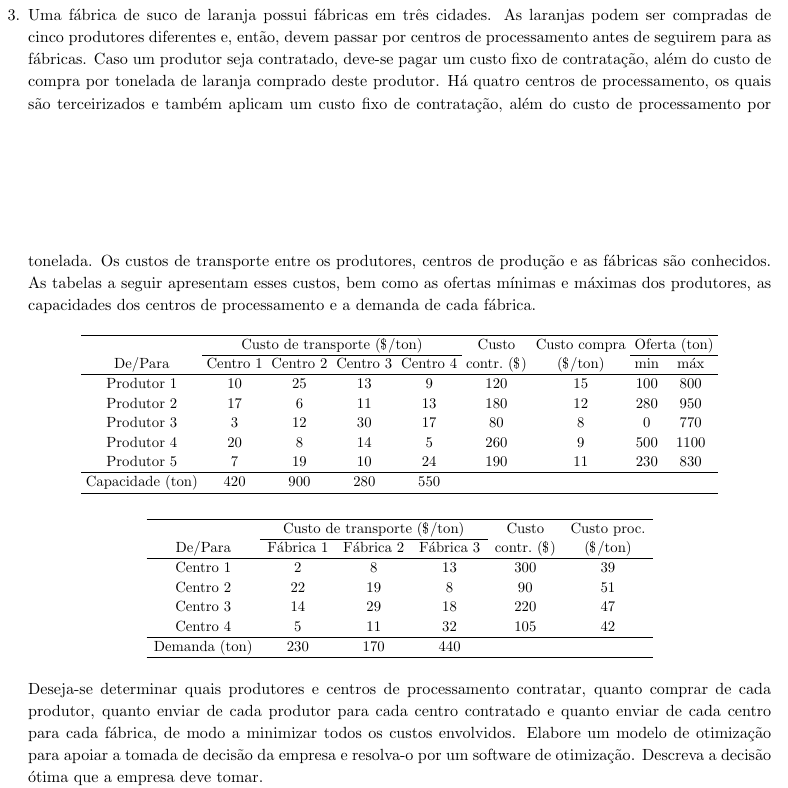 3. Uma fábrica de suco de laranja possui fábricas em três cidades. As laranjas podem ser compradas de
cinco produtores diferentes e, então, devem passar por centros de processamento antes de seguirem para as
fábricas. Caso um produtor seja contratado, deve-se pagar um custo fixo de contratação, além do custo de
compra por tonelada de laranja comprado deste produtor. Há quatro centros de processamento, os quais
são terceirizados e também aplicam um custo fixo de contratação, além do custo de processamento por
tonelada. Os custos de transporte entre os produtores, centros de produção e as fábricas são conhecidos.
As tabelas a seguir apresentam esses custos, bem como as ofertas mínimas e máximas dos produtores, as
capacidades dos centros de processamento e a demanda de cada fábrica.
Custo de transporte ($/ton) Custo Custo compra Oferta (ton)
De/Para Centro 1 Centro 2 Centro 3 Centro 4 contr. ($) ($/ton) min máx
Produtor 1 10 25 13 9 120 15 100 800
Produtor 2 17 6 11 13 180 12 280 950
Produtor 3 3 12 30 17 80 8 0 770
Produtor 4 20 8 14 5 260 9 500 1100
Produtor 5 7 19 10 24 190 11 230 830
Capacidade (ton) 420 900 280 550
Custo de transporte ($/ton) Custo Custo proc.
De/Para Fábrica 1 Fábrica 2 Fábrica 3 contr. ($) ($/ton)
Centro 1 2 8 13 300 39
Centro 2 22 19 8 90 51
Centro 3 14 29 18 220 47
Centro 4 5 11 32 105 42
Demanda (ton) 230 170 440
Deseja-se determinar quais produtores e centros de processamento contratar, quanto comprar de cada
produtor, quanto enviar de cada produtor para cada centro contratado e quanto enviar de cada centro
para cada fábrica, de modo a minimizar todos os custos envolvidos. Elabore um modelo de otimização
para apoiar a tomada de decisão da empresa e resolva-o por um software de otimização. Descreva a decisão
ótima que a empresa deve tomar.